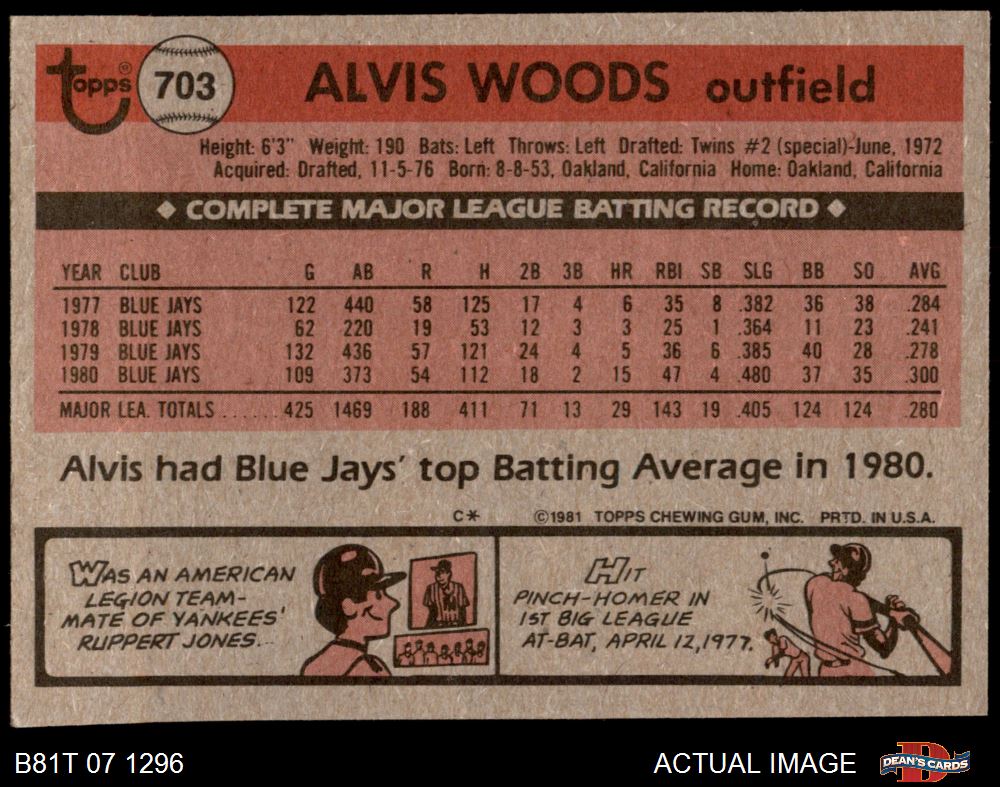 topps® 703 ALVIS WOODS outfield
Height: 6'3" Weight: 190 Bats: Left Throws: Left Drafted: Twins #2 (special)-June, 1972
Acquired: Drafted, 11-5-76 Born: 8-8-53, Oakland, California Home: Oakland, California
◆ COMPLETE MAJOR LEAGUE BATTING RECORD ◆
YEAR CLUB G AB R H 2B 3B HR RBI SB SLG BB SO AVG
1977 BLUE JAYS 122 440 58 125 17 4 6 35 8 .382 36 38 .284
1978 BLUE JAYS 62 220 19 53 12 3 3 25 1 .364 11 23 .241
1979 BLUE JAYS 132 436 57 121 24 4 5 36 6 .385 40 28 .278
1980 BLUE JAYS 109 373 54 112 18 2 15 47 4 .480 37 35 .300
MAJOR LEA. TOTALS ...... 425 1469 188 411 71 13 29 143 19 .405 124 124 .280
Alvis had Blue Jays' top Batting Average in 1980.
C* ©1981 TOPPS CHEWING GUM, INC. PRTD. IN U.S.A.
WAS AN AMERICAN
LEGION TEAM-
MATE OF YANKEES'
RUPPERT JONES.
HIT
PINCH-HOMER IN
1ST BIG LEAGUE
AT-BAT, APRIL 12, 1977.
B81T 07 1296 ACTUAL IMAGE DEAN'S CARDS